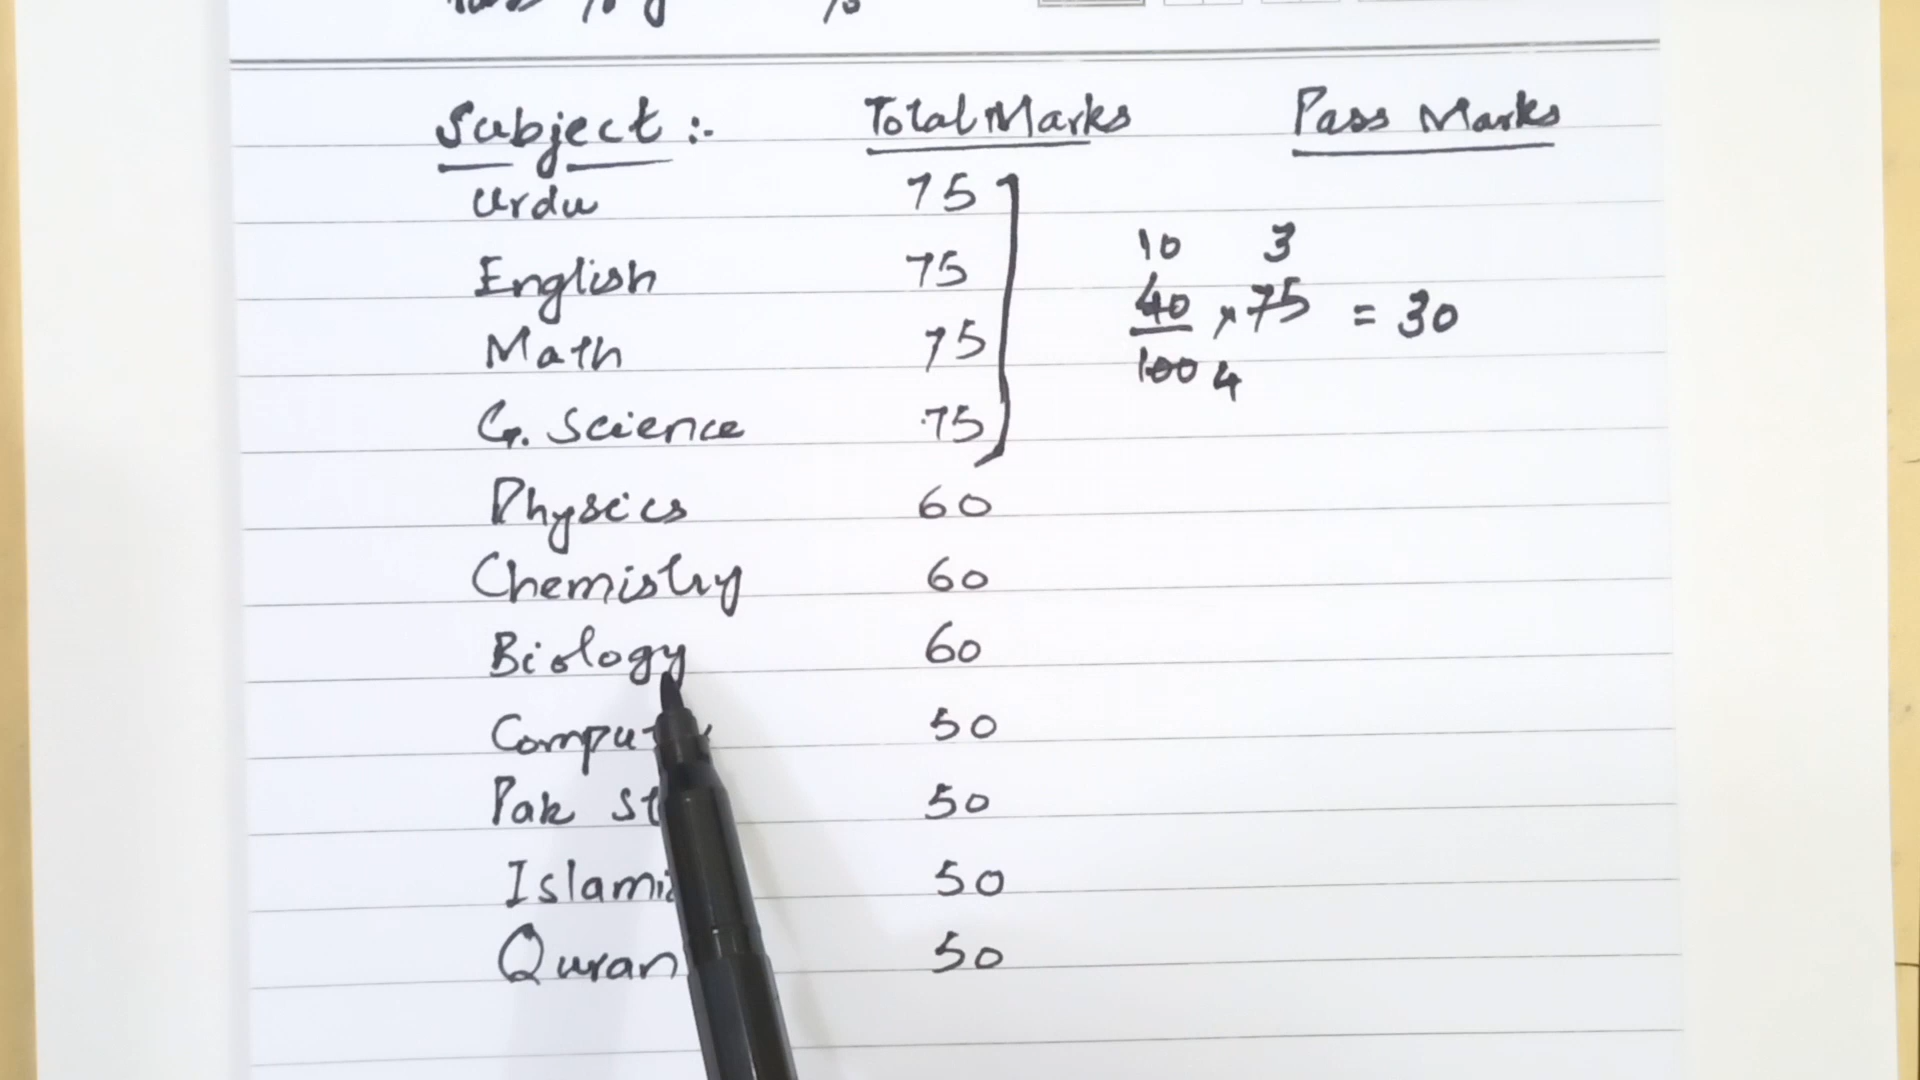 Subject :- Total Marks Pass Marks
Urdu 75
10 3
English 75
40 × 75 = 30
Math 75
100 4
G. Science 75
Physics 60
Chemistry 60
Biology 60
50
Pak 50
50
Quran 50